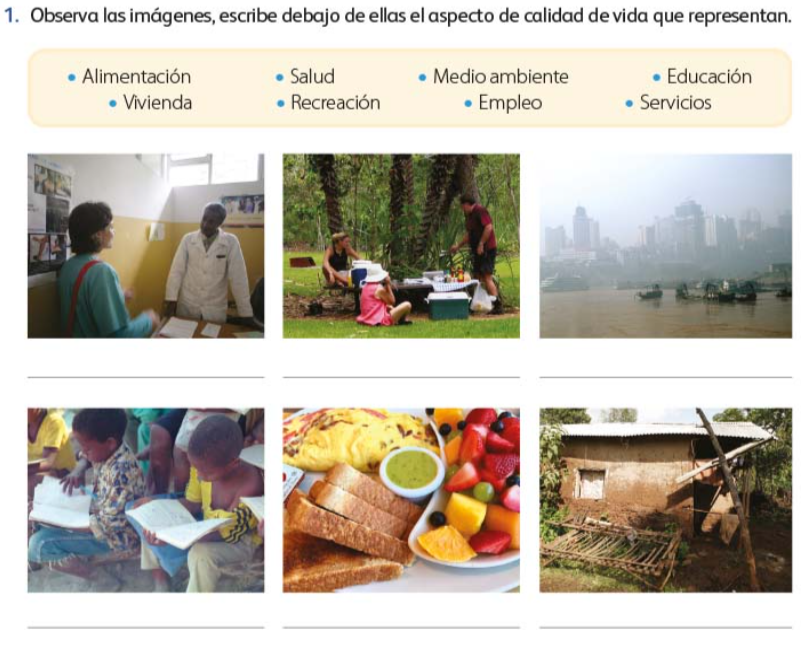 1. Observa las imágenes, escribe debajo de ellas el aspecto de calidad de vida que representan.
• Alimentación • Salud • Medio ambiente • Educación
• Vivienda • Recreación • Empleo • Servicios